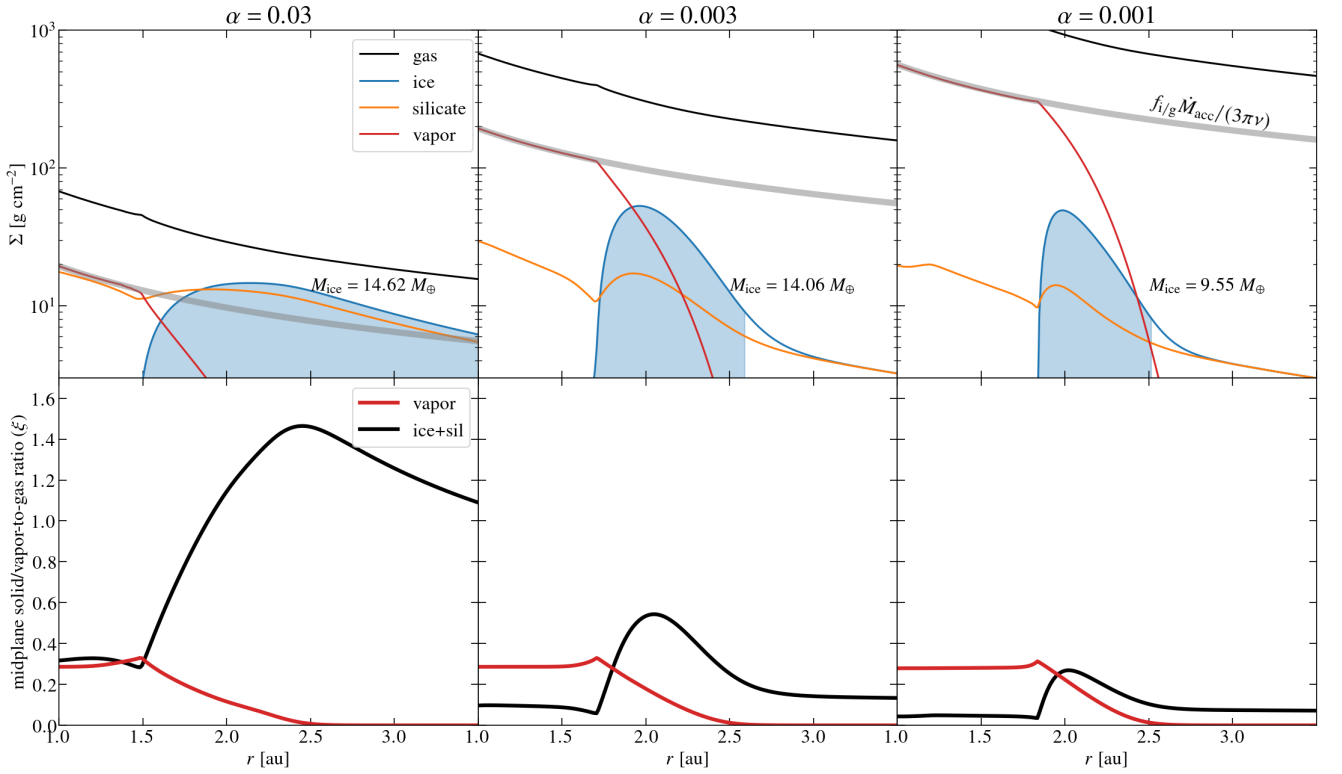 α = 0.03
α = 0.003
α = 0.001
10³
10²
10¹
Σ [g cm⁻²]
gas
ice
silicate
vapor
M_ice = 14.62 M_⊕
M_ice = 14.06 M_⊕
f_i/g Ṁ_acc/(3πν)
M_ice = 9.55 M_⊕
1.6
1.4
1.2
1.0
0.8
0.6
0.4
0.2
0.0
midplane solid/vapor-to-gas ratio (ξ)
vapor
ice+sil
1.0 1.5 2.0 2.5 3.0 1.0 1.5 2.0 2.5 3.0 1.0 1.5 2.0 2.5 3.0
r [au]
r [au]
r [au]